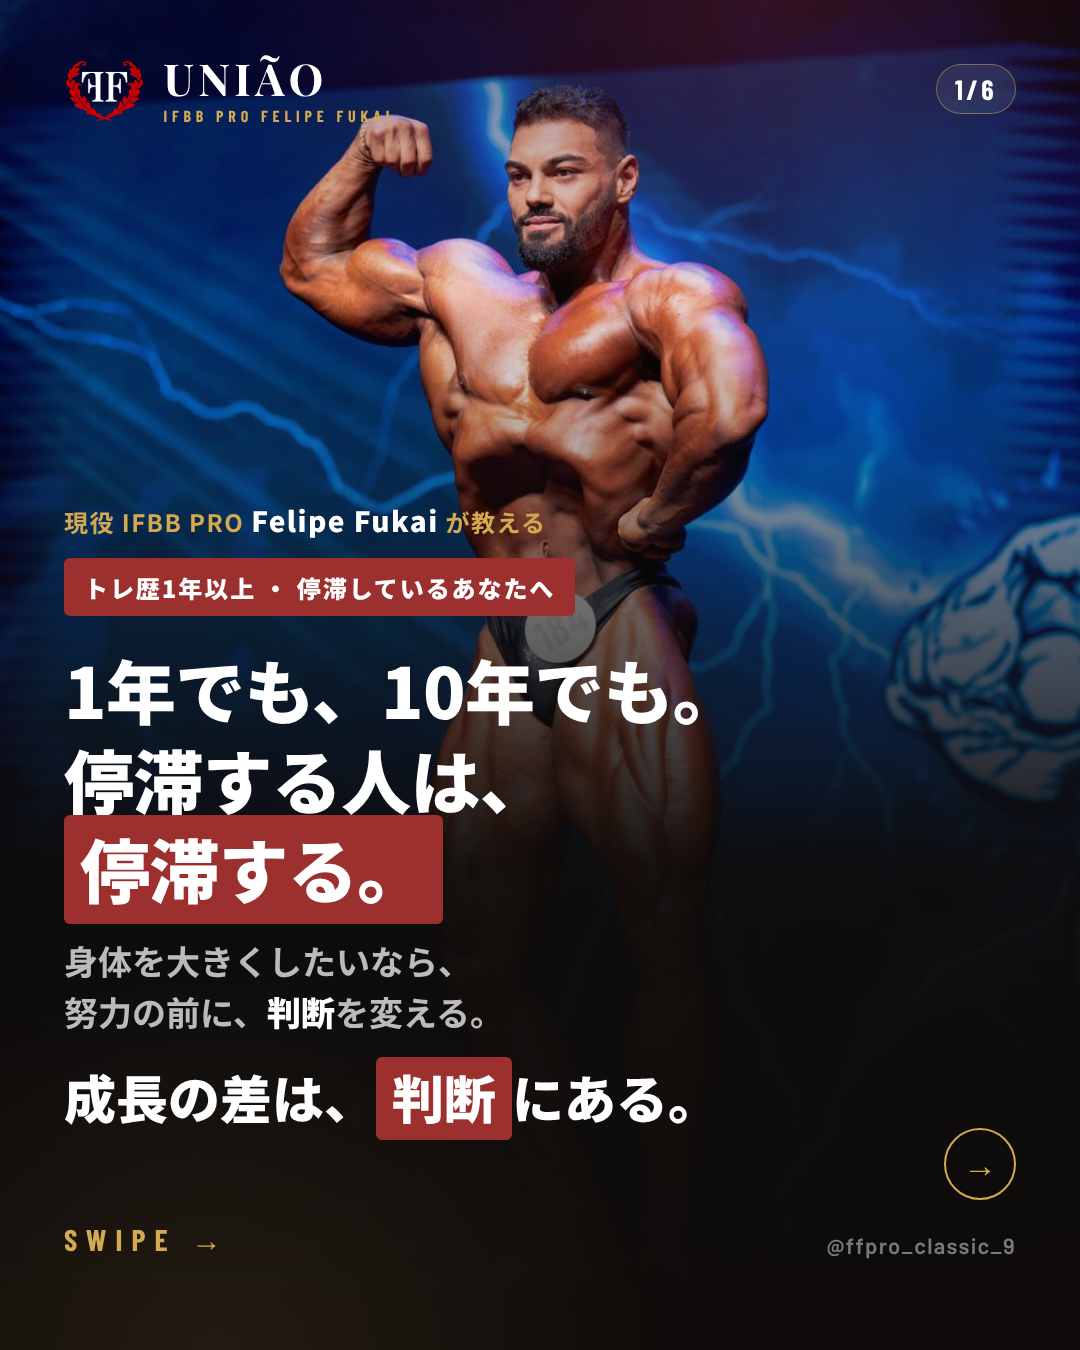 FF UNIÃO
IFBB PRO FELIPE FUKAI
1/6
現役 IFBB PRO Felipe Fukai が教える
トレ歴1年以上 ・ 停滞しているあなたへ
184
1年でも、10年でも。
停滞する人は、
停滞する。
身体を大きくしたいなら、
努力の前に、判断を変える。
成長の差は、判断にある。
→
SWIPE →
@ffpro_classic_9